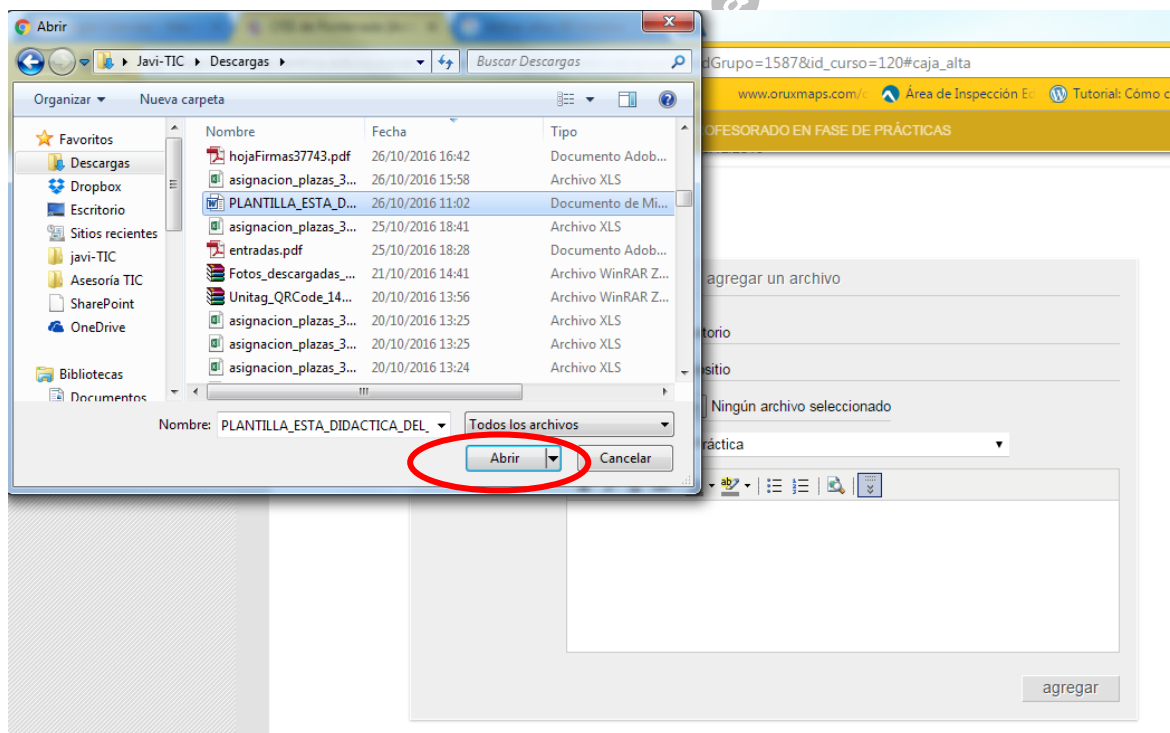 Abrir
Javi-TIC Descargas
Buscar Descargas
dGrupo=1587&id_curso=120#caja_alta
Organizar
Nueva carpeta
www.oruxmaps.com/c
Área de Inspección Ed
Tutorial: Cómo c
OFESORADO EN FASE DE PRÁCTICAS
Favoritos
Descargas
Dropbox
Escritorio
Sitios recientes
javi-TIC
Asesoría TIC
SharePoint
OneDrive
Bibliotecas
Documentos
Nombre Fecha Tipo
hojaFirmas37743.pdf 26/10/2016 16:42 Documento Adob...
asignacion_plazas_3... 26/10/2016 15:58 Archivo XLS
PLANTILLA_ESTA_D... 26/10/2016 11:02 Documento de Mi...
asignacion_plazas_3... 25/10/2016 18:41 Archivo XLS
entradas.pdf 25/10/2016 18:28 Documento Adob...
Fotos_descargadas_... 21/10/2016 14:41 Archivo WinRAR Z...
Unitag_QRCode_14... 20/10/2016 13:56 Archivo WinRAR Z...
asignacion_plazas_3... 20/10/2016 13:25 Archivo XLS
asignacion_plazas_3... 20/10/2016 13:25 Archivo XLS
asignacion_plazas_3... 20/10/2016 13:24 Archivo XLS
Nombre: PLANTILLA_ESTA_DIDACTICA_DEL_
Todos los archivos
Abrir
Cancelar
agregar un archivo
torio
sitio
Ningún archivo seleccionado
ráctica
agregar